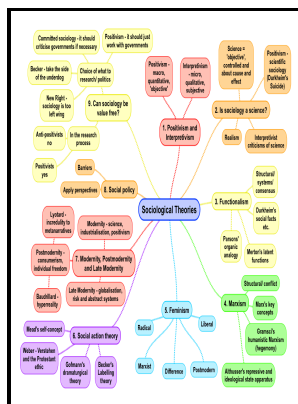 Committed sociology - it should
criticise governments if necessary
Positivism - it should just
work with governments
Becker - take the side
of the underdog
Choice of what to
research/ politics
New Right -
sociology is too
left wing
9. Can sociology be
value free?
Anti-positivists
no
In the research
process
Positivists
yes
Positivism -
macro,
quantitative,
'objective'
Interpretivism
- micro,
qualitative,
subjective
1. Positivism and
Interpretivism
Science =
'objective',
controlled and
about cause and
effect
Positivism -
scientific
sociology
(Durkheim's
Suicide)
2. Is sociology a science?
Realism
Interpretivist
criticisms of
science
Barriers
8. Social policy
Apply perspectives
Sociological Theories
Structural/
systems/
consensus
3. Functionalism
Durkheim's
social facts
etc.
Parsons'
organic
analogy
Merton's latent
functions
Lyotard -
incredulity to
metanarratives
Modernity - science,
industrialisation, positivism
Postmodernity -
consumerism,
individual freedom
7. Modernity, Postmodernity
and Late Modernity
Baudrillard -
hyperreality
Late Modernity - globalisation,
risk and abstract systems
Structural/ conflict
4. Marxism
Marx's key
concepts
Gramsci's
humanistic Marxism
(hegemony)
Althusser's repressive and
ideological state apparatus
5. Feminism
Radical
Liberal
Marxist
Difference
Postmodern
Mead's self-concept
6. Social action theory
Weber - Verstehen
and the Protestant
ethic
Goffmann's
dramaturgical
theory
Becker's
Labelling
theory